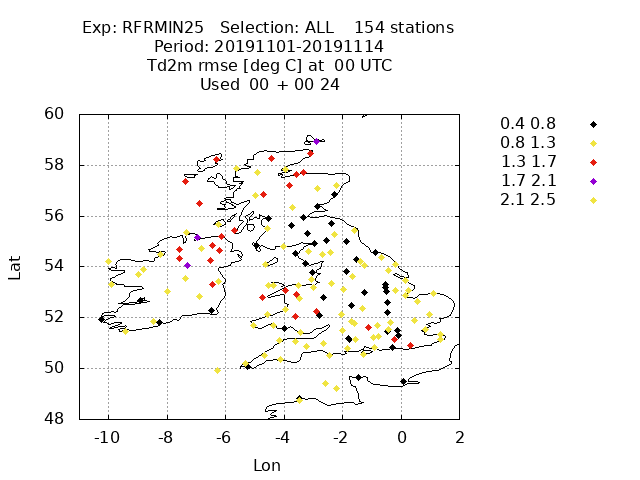 Exp: RFRMIN25   Selection: ALL    154 stations
Period: 20191101-20191114
Td2m rmse [deg C] at  00 UTC
Used  00 + 00 24
60
58
56
54
52
50
48
Lat
-10 -8 -6 -4 -2 0 2
Lon
0.4 0.8
0.8 1.3
1.3 1.7
1.7 2.1
2.1 2.5